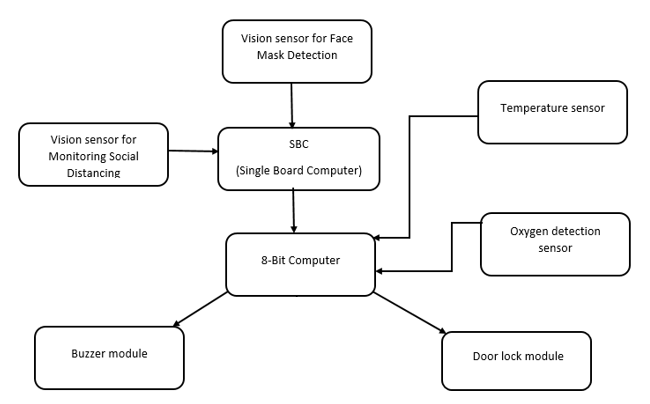 Vision sensor for Face
Mask Detection
Temperature sensor
Vision sensor for
Monitoring Social
Distancing
SBC
(Single Board Computer)
Oxygen detection
sensor
8-Bit Computer
Buzzer module
Door lock module